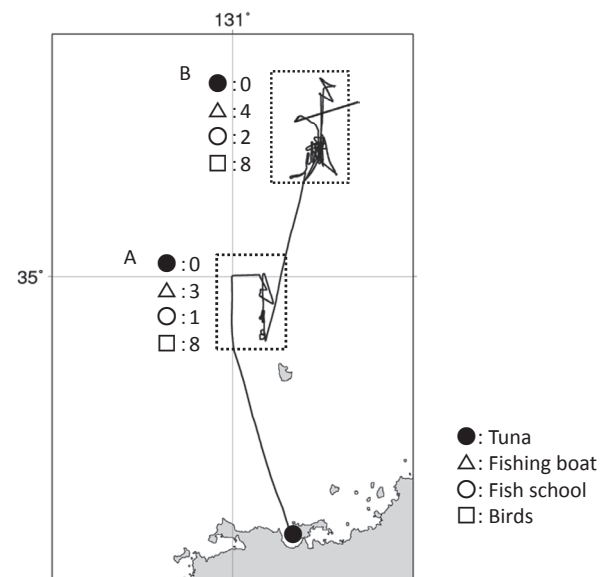 131°
B
●: 0
△: 4
○: 2
□: 8
A
●: 0
△: 3
○: 1
□: 8
35°
●: Tuna
△: Fishing boat
○: Fish school
□: Birds